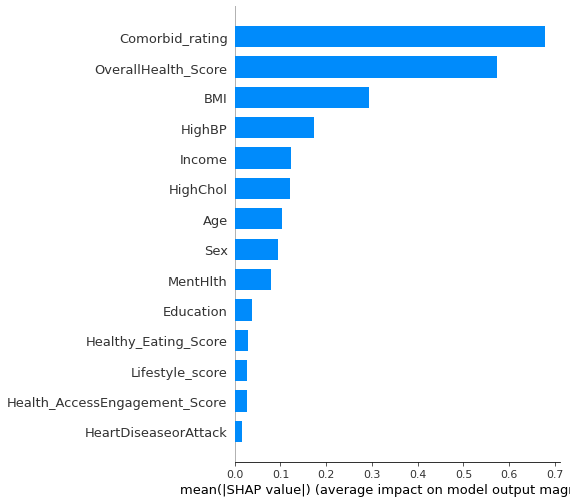 Comorbid_rating
OverallHealth_Score
BMI
HighBP
Income
HighChol
Age
Sex
MentHlth
Education
Healthy_Eating_Score
Lifestyle_score
Health_AccessEngagement_Score
HeartDiseaseorAttack
0.0 0.1 0.2 0.3 0.4 0.5 0.6 0.7
mean(|SHAP value|) (average impact on model output magn